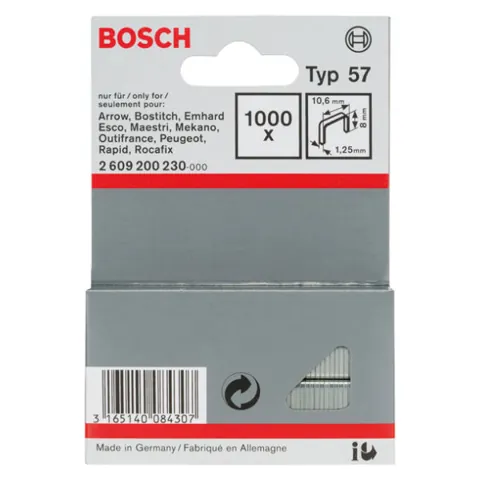 BOSCH
BOSCH
Typ 57
nur für / only for /
seulement pour:
Arrow, Bostitch, Emhard
Esco, Maestri, Mekano,
Outifrance, Peugeot,
Rapid, Rocafix
2 609 200 230-000
1000
x
10,6 mm
8 mm
1,25mm
3 165140 084307
Made in Germany / Fabriqué en Allemagne